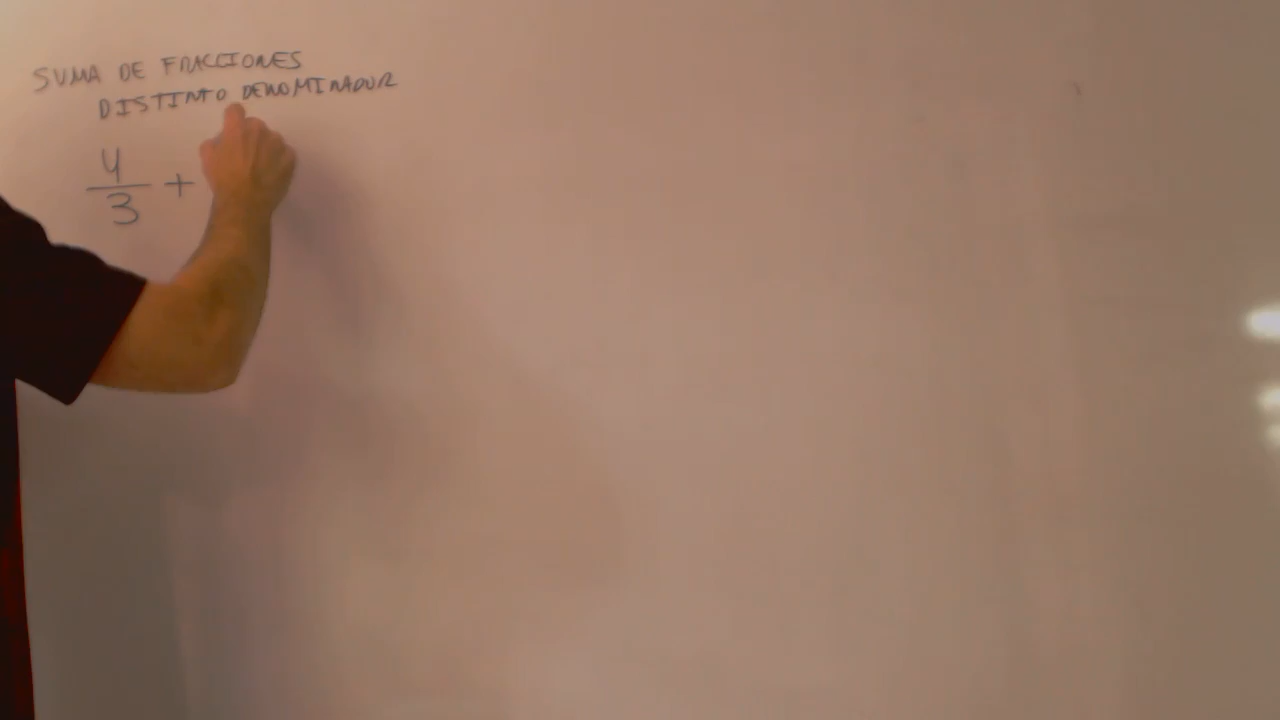 SUMA DE FRACCIONES
DISTINTO DENOMINADOR
4/3 +